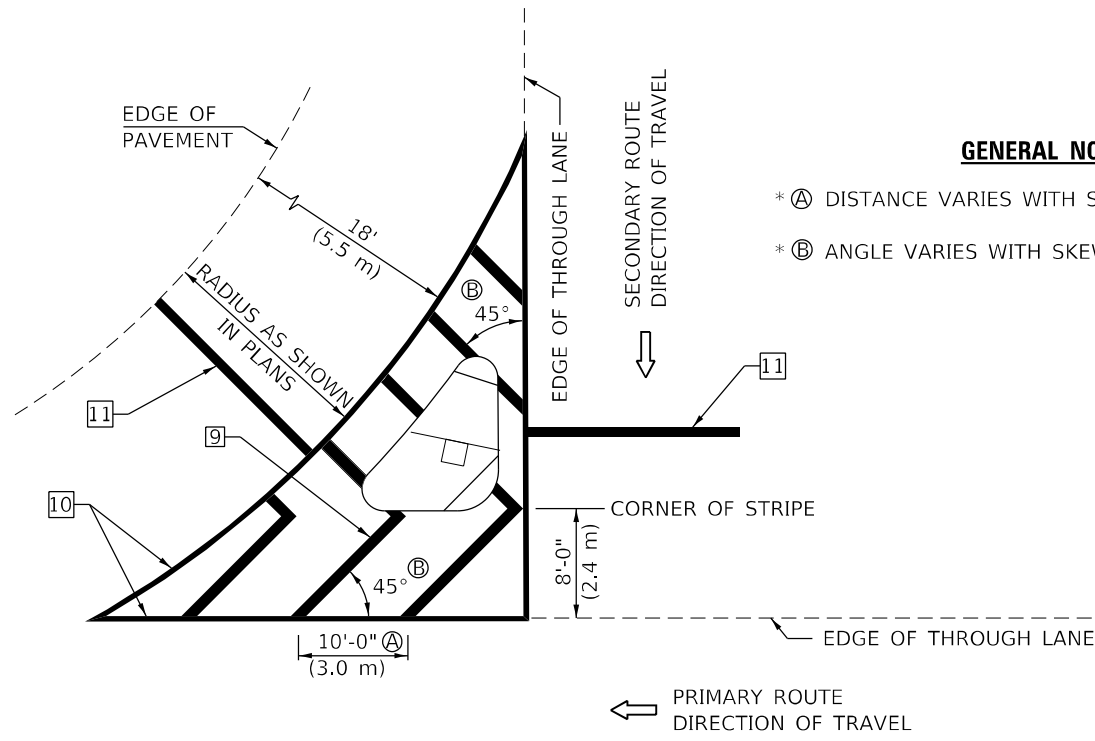 EDGE OF
PAVEMENT
18'
(5.5 m)
RADIUS AS SHOWN
IN PLANS
EDGE OF THROUGH LANE
SECONDARY ROUTE
DIRECTION OF TRAVEL
GENERAL NO
* Ⓐ DISTANCE VARIES WITH S
* Ⓑ ANGLE VARIES WITH SKEW
Ⓑ
45°
11
11
9
10
CORNER OF STRIPE
8'-0"
(2.4 m)
45° Ⓑ
10'-0" Ⓐ
(3.0 m)
EDGE OF THROUGH LANE
PRIMARY ROUTE
DIRECTION OF TRAVEL